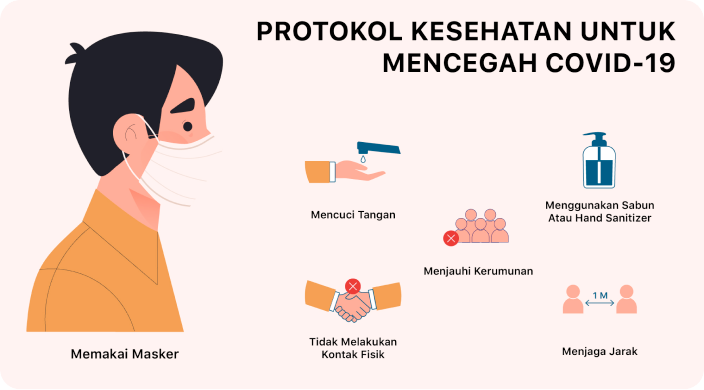 PROTOKOL KESEHATAN UNTUK
MENCEGAH COVID-19
Mencuci Tangan
Menggunakan Sabun
Atau Hand Sanitizer
Menjauhi Kerumunan
1 M
Tidak Melakukan
Kontak Fisik
Menjaga Jarak
Memakai Masker